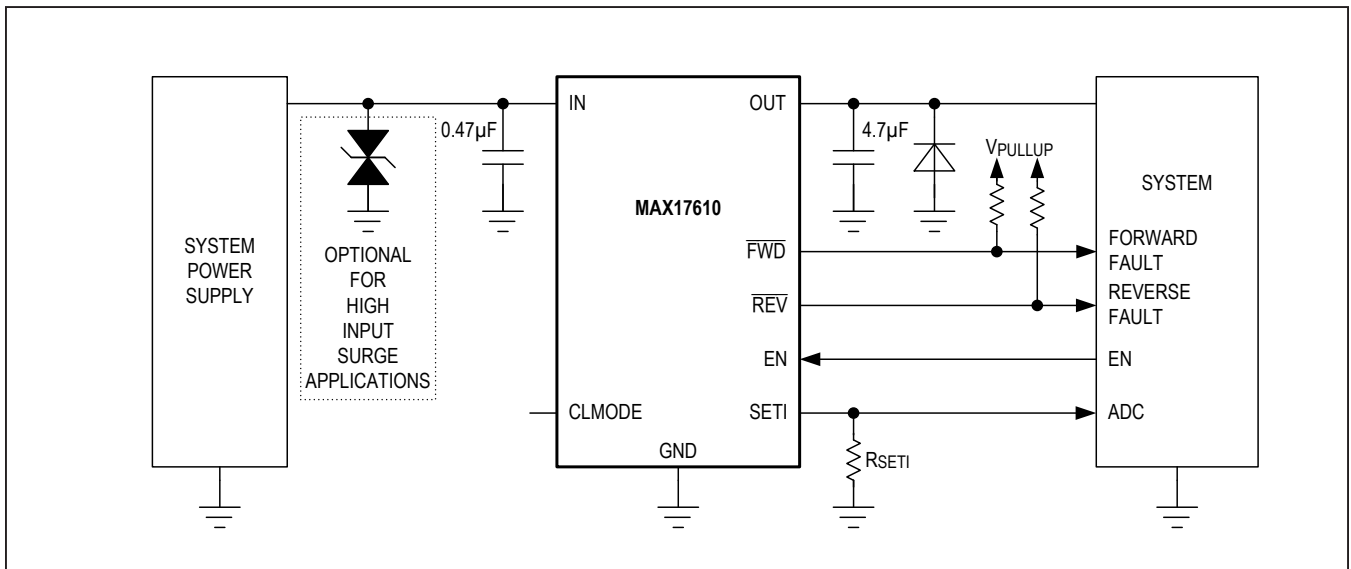 SYSTEM
POWER
SUPPLY
OPTIONAL
FOR
HIGH
INPUT
SURGE
APPLICATIONS
0.47µF
IN
OUT
MAX17610
FWD
REV
EN
CLMODE
SETI
GND
4.7µF
VPULLUP
RSETI
SYSTEM
FORWARD
FAULT
REVERSE
FAULT
EN
ADC